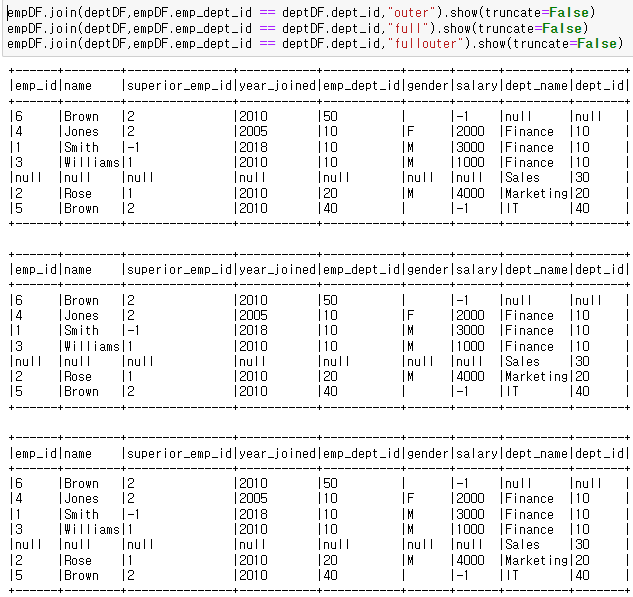 empDF.join(deptDF,empDF.emp_dept_id == deptDF.dept_id,"outer").show(truncate=False)
empDF.join(deptDF,empDF.emp_dept_id == deptDF.dept_id,"full").show(truncate=False)
empDF.join(deptDF,empDF.emp_dept_id == deptDF.dept_id,"fullouter").show(truncate=False)
+------+--------+---------------+-----------+-----------+------+------+---------+-------+
|emp_id|name    |superior_emp_id|year_joined|emp_dept_id|gender|salary|dept_name|dept_id|
+------+--------+---------------+-----------+-----------+------+------+---------+-------+
|6     |Brown   |2              |2010       |50         |      |-1    |null     |null   |
|4     |Jones   |2              |2005       |10         |F     |2000  |Finance  |10     |
|1     |Smith   |-1             |2018       |10         |M     |3000  |Finance  |10     |
|3     |Williams|1              |2010       |10         |M     |1000  |Finance  |10     |
|null  |null    |null           |null       |null       |null  |null  |Sales    |30     |
|2     |Rose    |1              |2010       |20         |M     |4000  |Marketing|20     |
|5     |Brown   |2              |2010       |40         |      |-1    |IT       |40     |
+------+--------+---------------+-----------+-----------+------+------+---------+-------+
+------+--------+---------------+-----------+-----------+------+------+---------+-------+
|emp_id|name    |superior_emp_id|year_joined|emp_dept_id|gender|salary|dept_name|dept_id|
+------+--------+---------------+-----------+-----------+------+------+---------+-------+
|6     |Brown   |2              |2010       |50         |      |-1    |null     |null   |
|4     |Jones   |2              |2005       |10         |F     |2000  |Finance  |10     |
|1     |Smith   |-1             |2018       |10         |M     |3000  |Finance  |10     |
|3     |Williams|1              |2010       |10         |M     |1000  |Finance  |10     |
|null  |null    |null           |null       |null       |null  |null  |Sales    |30     |
|2     |Rose    |1              |2010       |20         |M     |4000  |Marketing|20     |
|5     |Brown   |2              |2010       |40         |      |-1    |IT       |40     |
+------+--------+---------------+-----------+-----------+------+------+---------+-------+
+------+--------+---------------+-----------+-----------+------+------+---------+-------+
|emp_id|name    |superior_emp_id|year_joined|emp_dept_id|gender|salary|dept_name|dept_id|
+------+--------+---------------+-----------+-----------+------+------+---------+-------+
|6     |Brown   |2              |2010       |50         |      |-1    |null     |null   |
|4     |Jones   |2              |2005       |10         |F     |2000  |Finance  |10     |
|1     |Smith   |-1             |2018       |10         |M     |3000  |Finance  |10     |
|3     |Williams|1              |2010       |10         |M     |1000  |Finance  |10     |
|null  |null    |null           |null       |null       |null  |null  |Sales    |30     |
|2     |Rose    |1              |2010       |20         |M     |4000  |Marketing|20     |
|5     |Brown   |2              |2010       |40         |      |-1    |IT       |40     |
+------+--------+---------------+-----------+-----------+------+------+---------+-------+